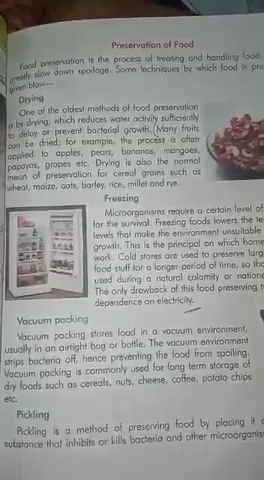 Preservation of Food
Food preservation is the process of treating and handling food
greatly slow down spoilage. Some techniques by which food is
given below—
Drying
One of the oldest methods of food preservation
is by drying, which reduces water activity sufficiently
to delay or prevent bacterial growth. (Many fruits
can be dried; for example, the process is often
applied to apples, pears, bananas, mangoes,
papayas, grapes etc. Drying is also the normal
mean of preservation for cereal grains such as
wheat, maize, oats, barley, rice, millet and rye.
Freezing
Microorganisms require a certain level of
for the survival. Freezing foods lowers the
levels that make the environment unsuitable
growth. This is the principal on which home
work. Cold stores are used to preserve
food stuff for a longer period of time, so
used during a natural calamity or
The only drawback of this food preserving
dependence on electricity.
Vacuum packing
Vacuum packing stores food in a vacuum environment,
usually in an airtight bag or bottle. The vacuum environment
strips bacteria off, hence preventing the food from spoiling.
Vacuum packing is commonly used for long term storage of
dry foods such as cereals, nuts, cheese, coffee, potato chips
etc.
Pickling
Pickling is a method of preserving food by placing it
substance that inhibits or kills bacteria and other